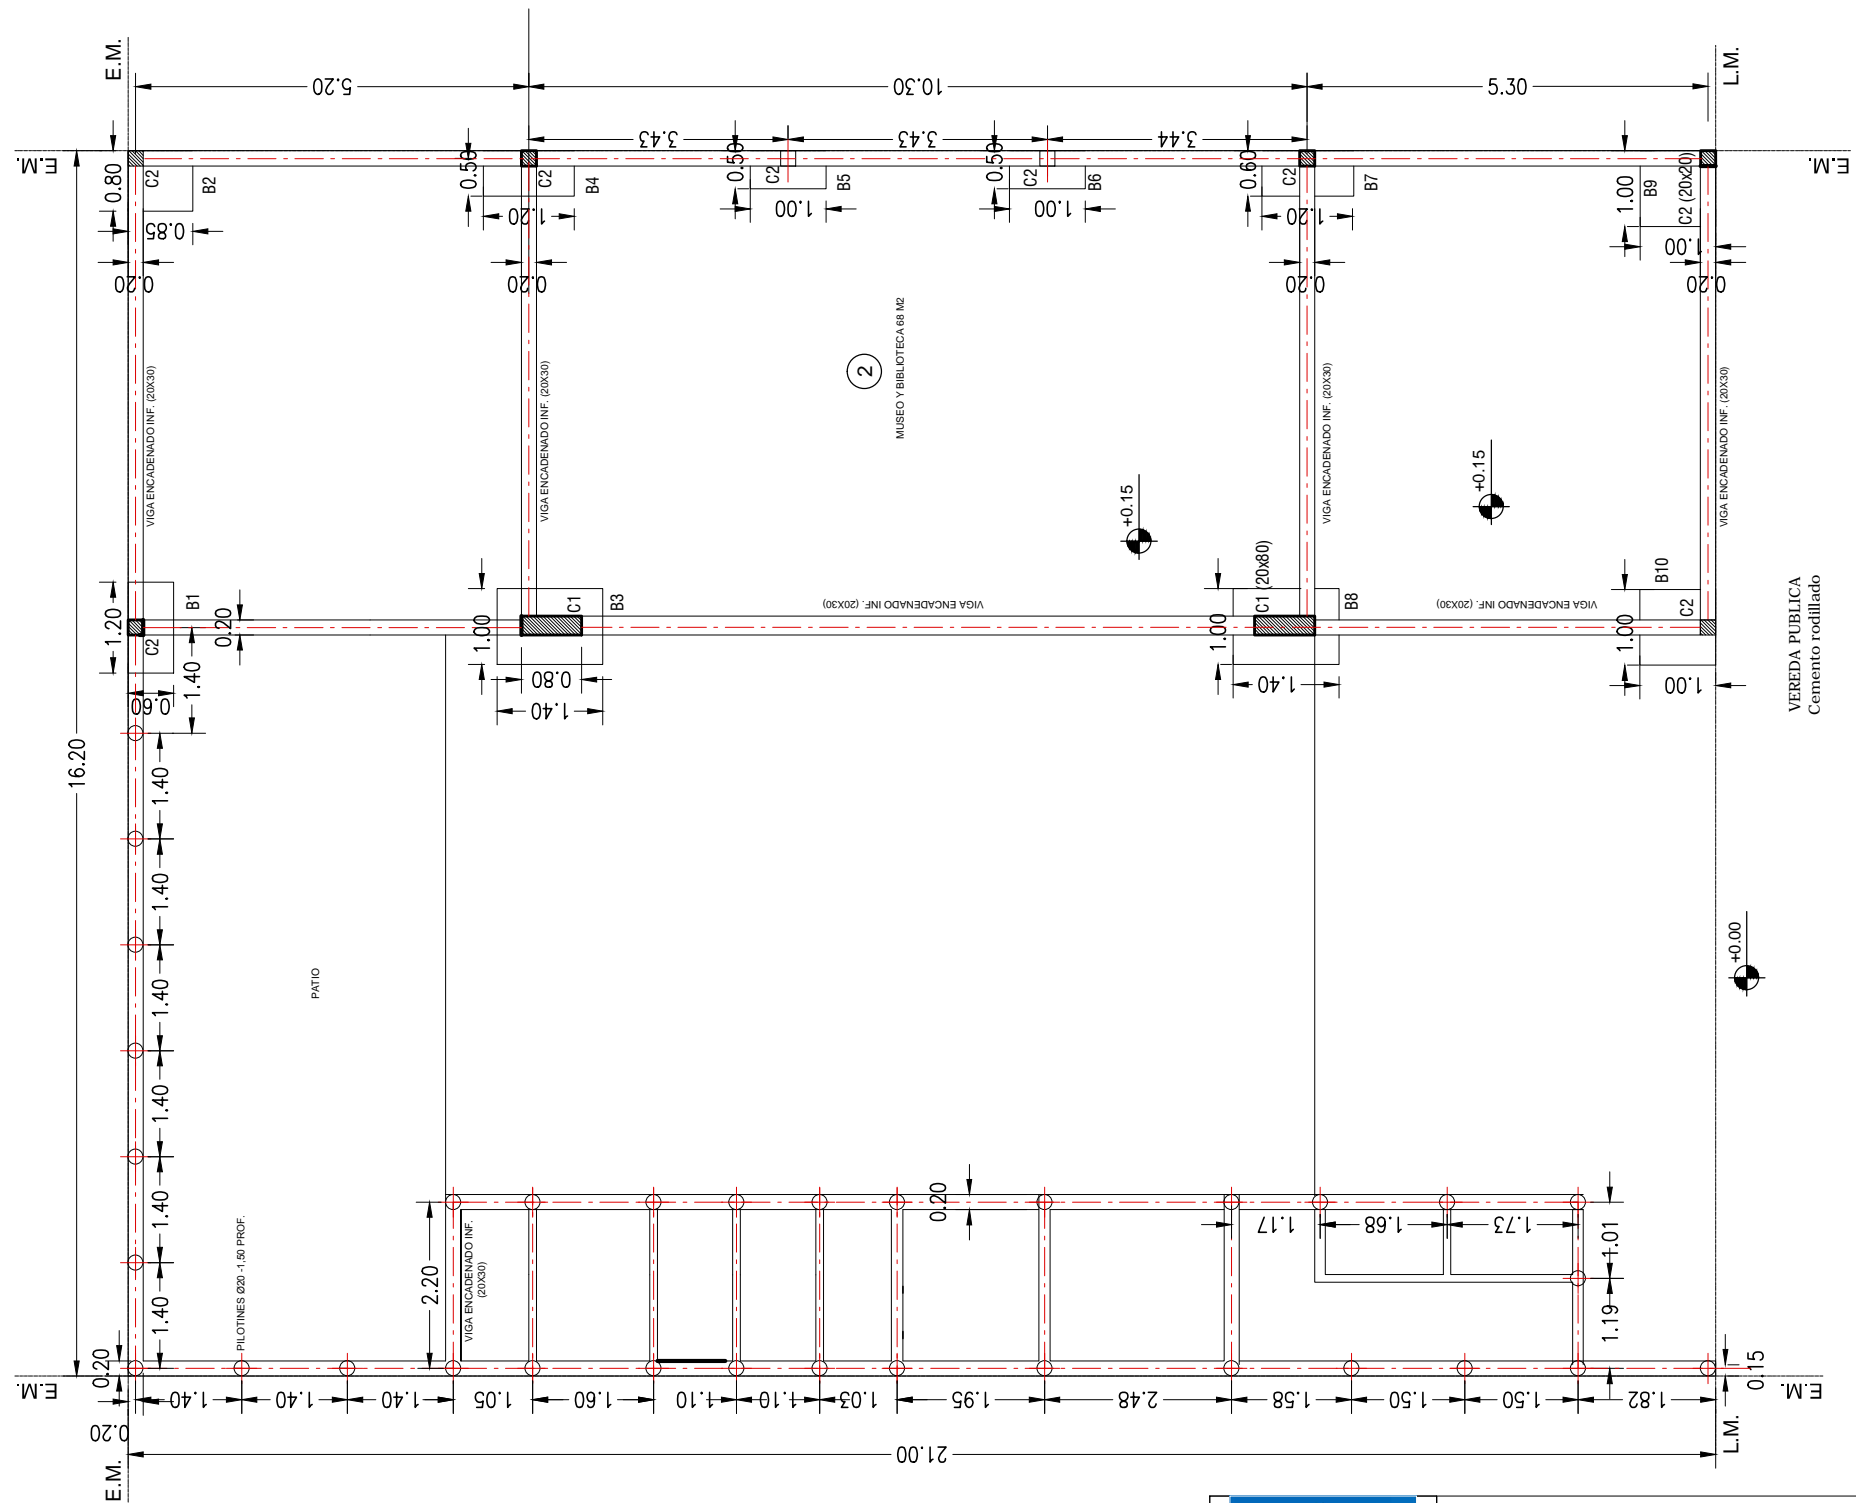 E.M.
L.M.
5.20
10.30
5.30
3.43
3.43
3.44
E.M.
E.M.
0.80
C2
B2
0.85
0.50
C2
B4
1.20
0.50
C2
B5
1.00
0.50
C2
B6
1.00
0.60
C2
B7
1.20
1.00
B9
C2 (20x20)
1.00
0.20
0.20
0.20
0.20
VIGA ENCADENADO INF. (20X30)
VIGA ENCADENADO INF. (20X30)
2
MUSEO Y BIBLIOTECA 68 M2
VIGA ENCADENADO INF. (20X30)
VIGA ENCADENADO INF. (20X30)
+0.15
+0.15
1.20
C2
B1
0.20
1.40
0.60
1.00
C1
B3
0.80
1.40
VIGA ENCADENADO INF. (20X30)
C1 (20x80)
1.00
B8
1.40
VIGA ENCADENADO INF. (20X30)
B10
1.00
C2
1.00
VEREDA PUBLICA
Cemento rodillado
16.20
1.40
1.40
1.40
1.40
1.40
1.40
PATIO
+0.00
PILOTINES Ø20 -1,50 PROF.
2.20
VIGA ENCADENADO INF.
(20X30)
0.20
1.17
1.68
1.73
1.01
1.19
0.20
0.15
E.M.
E.M.
1.40
1.40
1.40
1.05
1.60
1.10
1.10
1.03
1.95
2.48
1.58
1.50
1.50
1.82
0.20
21.00
E.M.
L.M.